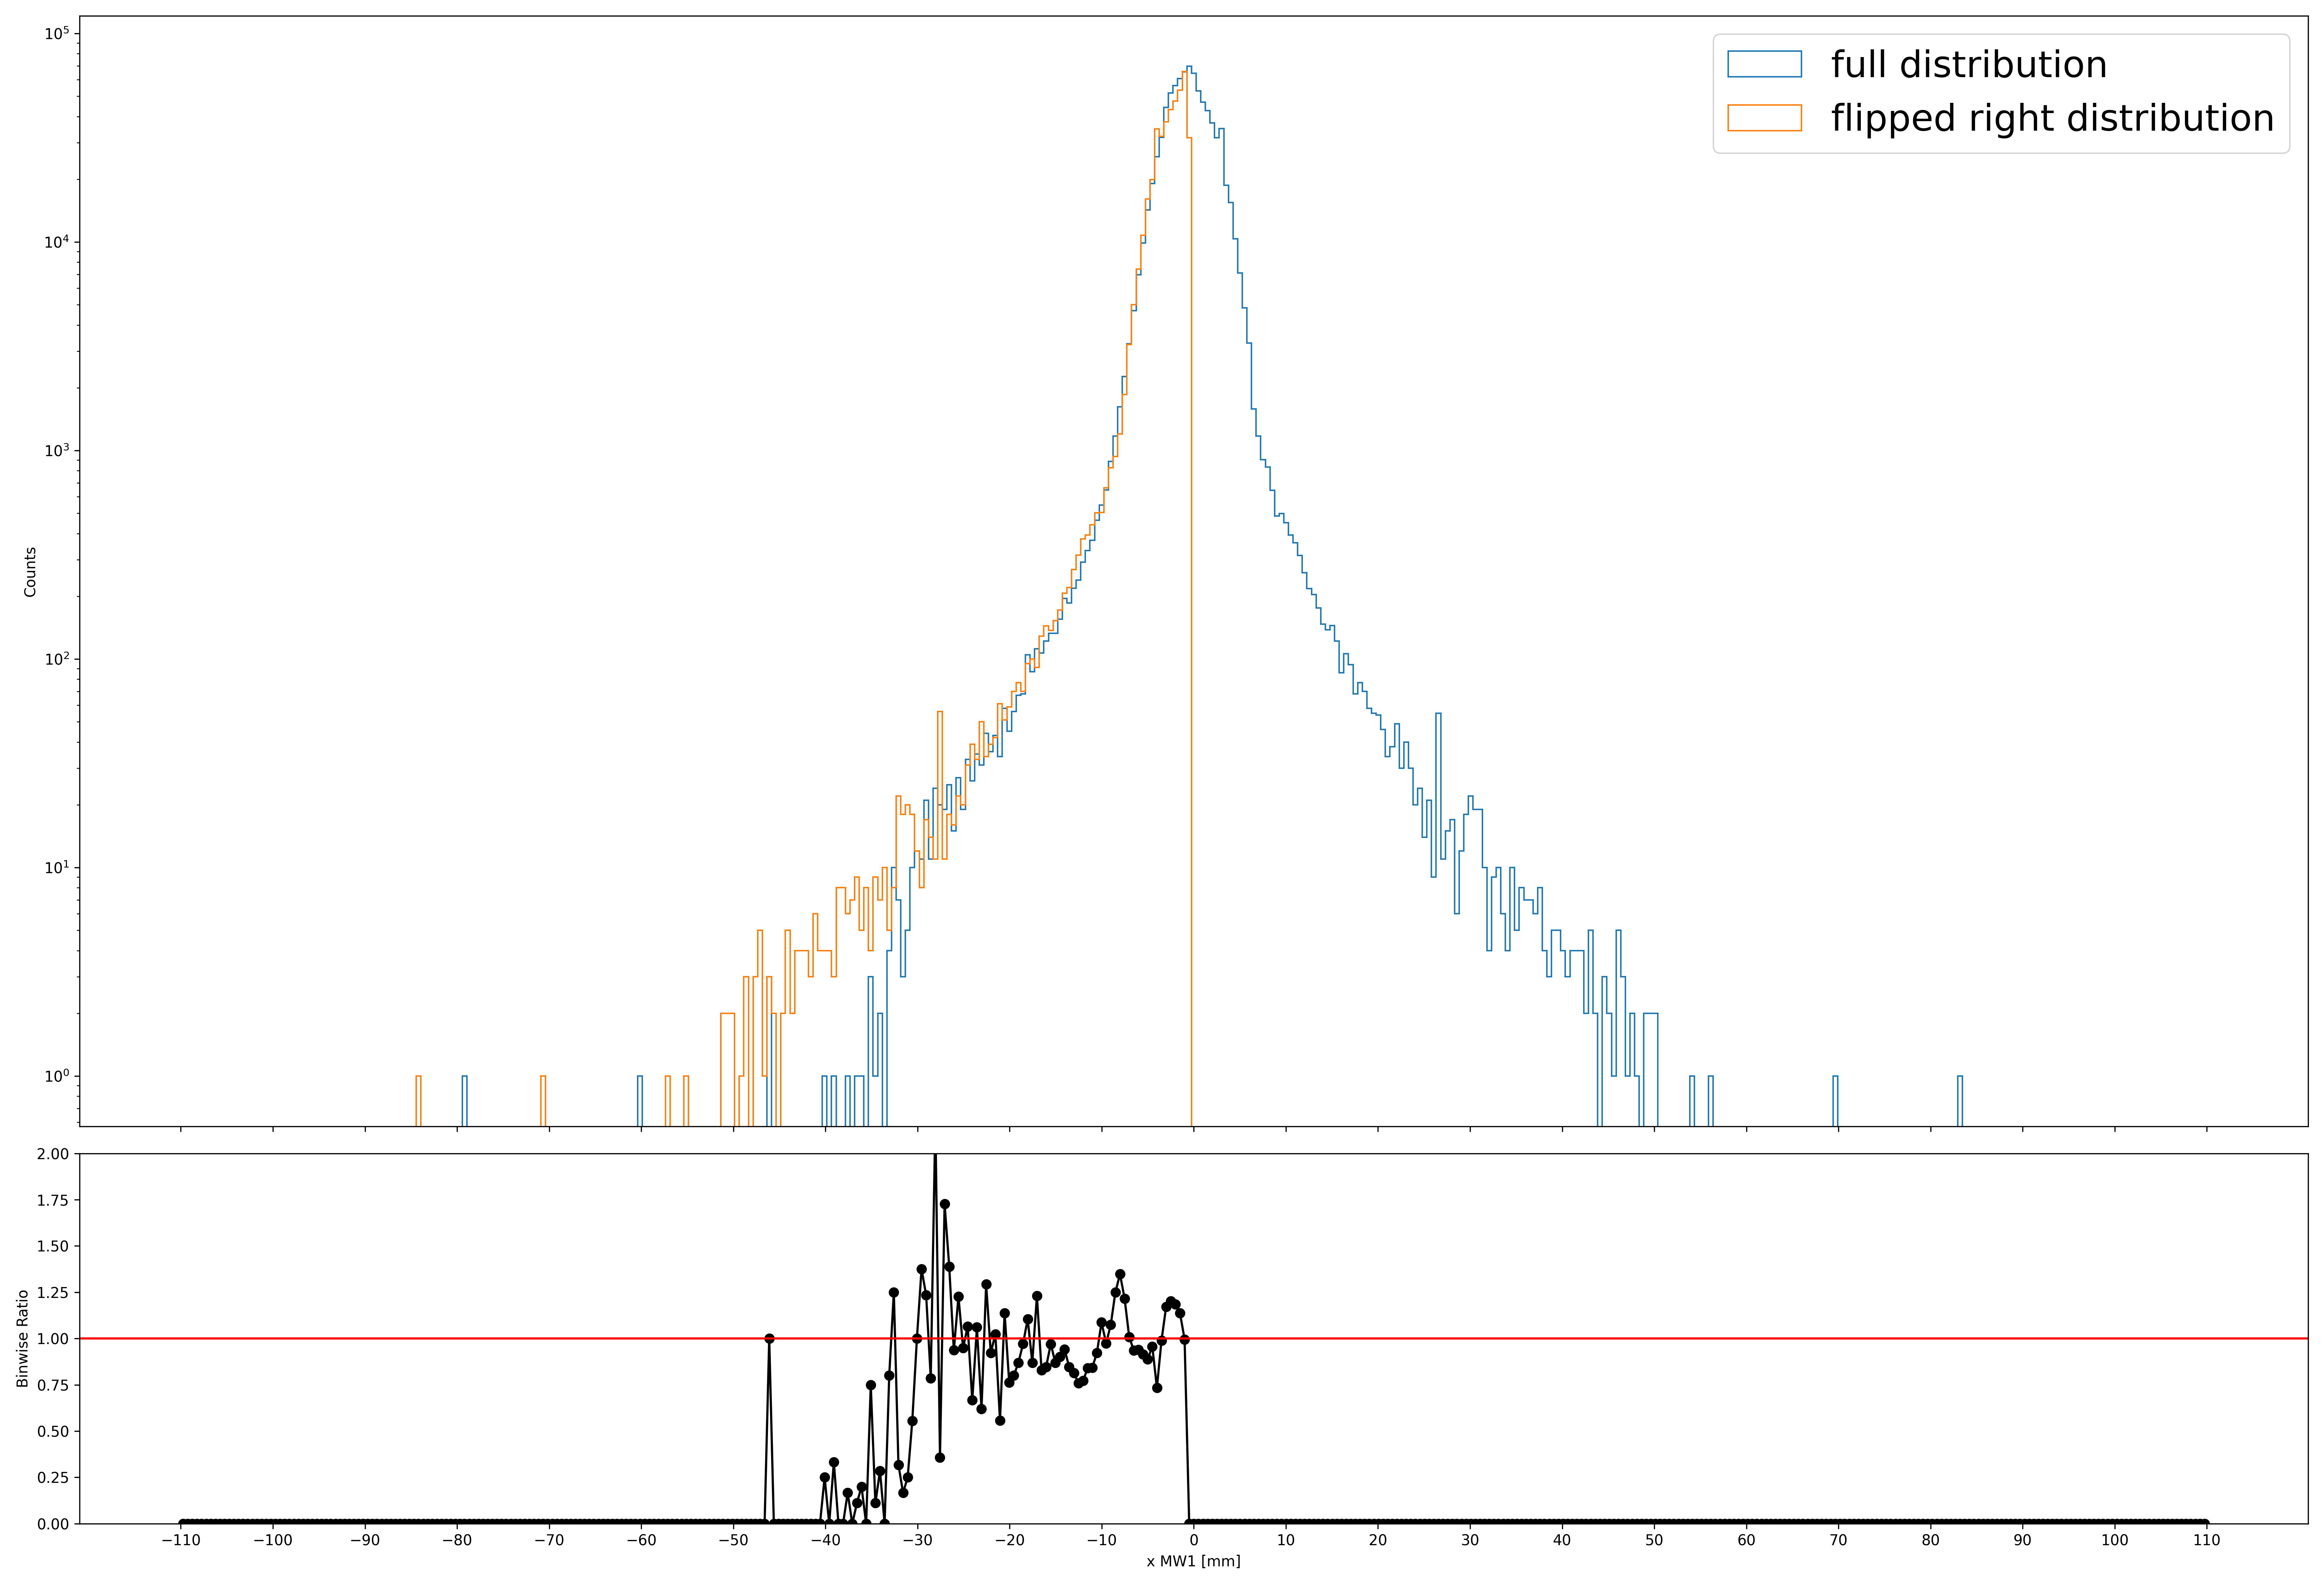 10⁵
10⁴
10³
10²
10¹
10⁰
Counts
full distribution
flipped right distribution
2.00
1.75
1.50
1.25
1.00
0.75
0.50
0.25
0.00
Binwise Ratio
−110 −100 −90 −80 −70 −60 −50 −40 −30 −20 −10 0 10 20 30 40 50 60 70 80 90 100 110
x MW1 [mm]